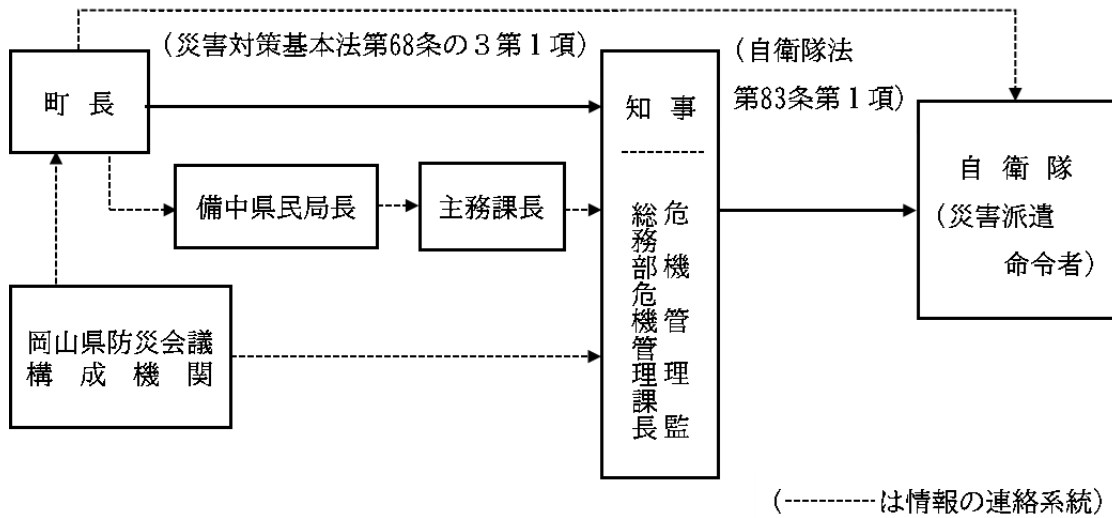 (災害対策基本法第68条の3第1項)
(自衛隊法
第83条第1項)
町長
知事
危機管理監
総務部危機管理課長
備中県民局長
主務課長
自衛隊
(災害派遣
命令者)
岡山県防災会議
構成機関
(----------は情報の連絡系統)